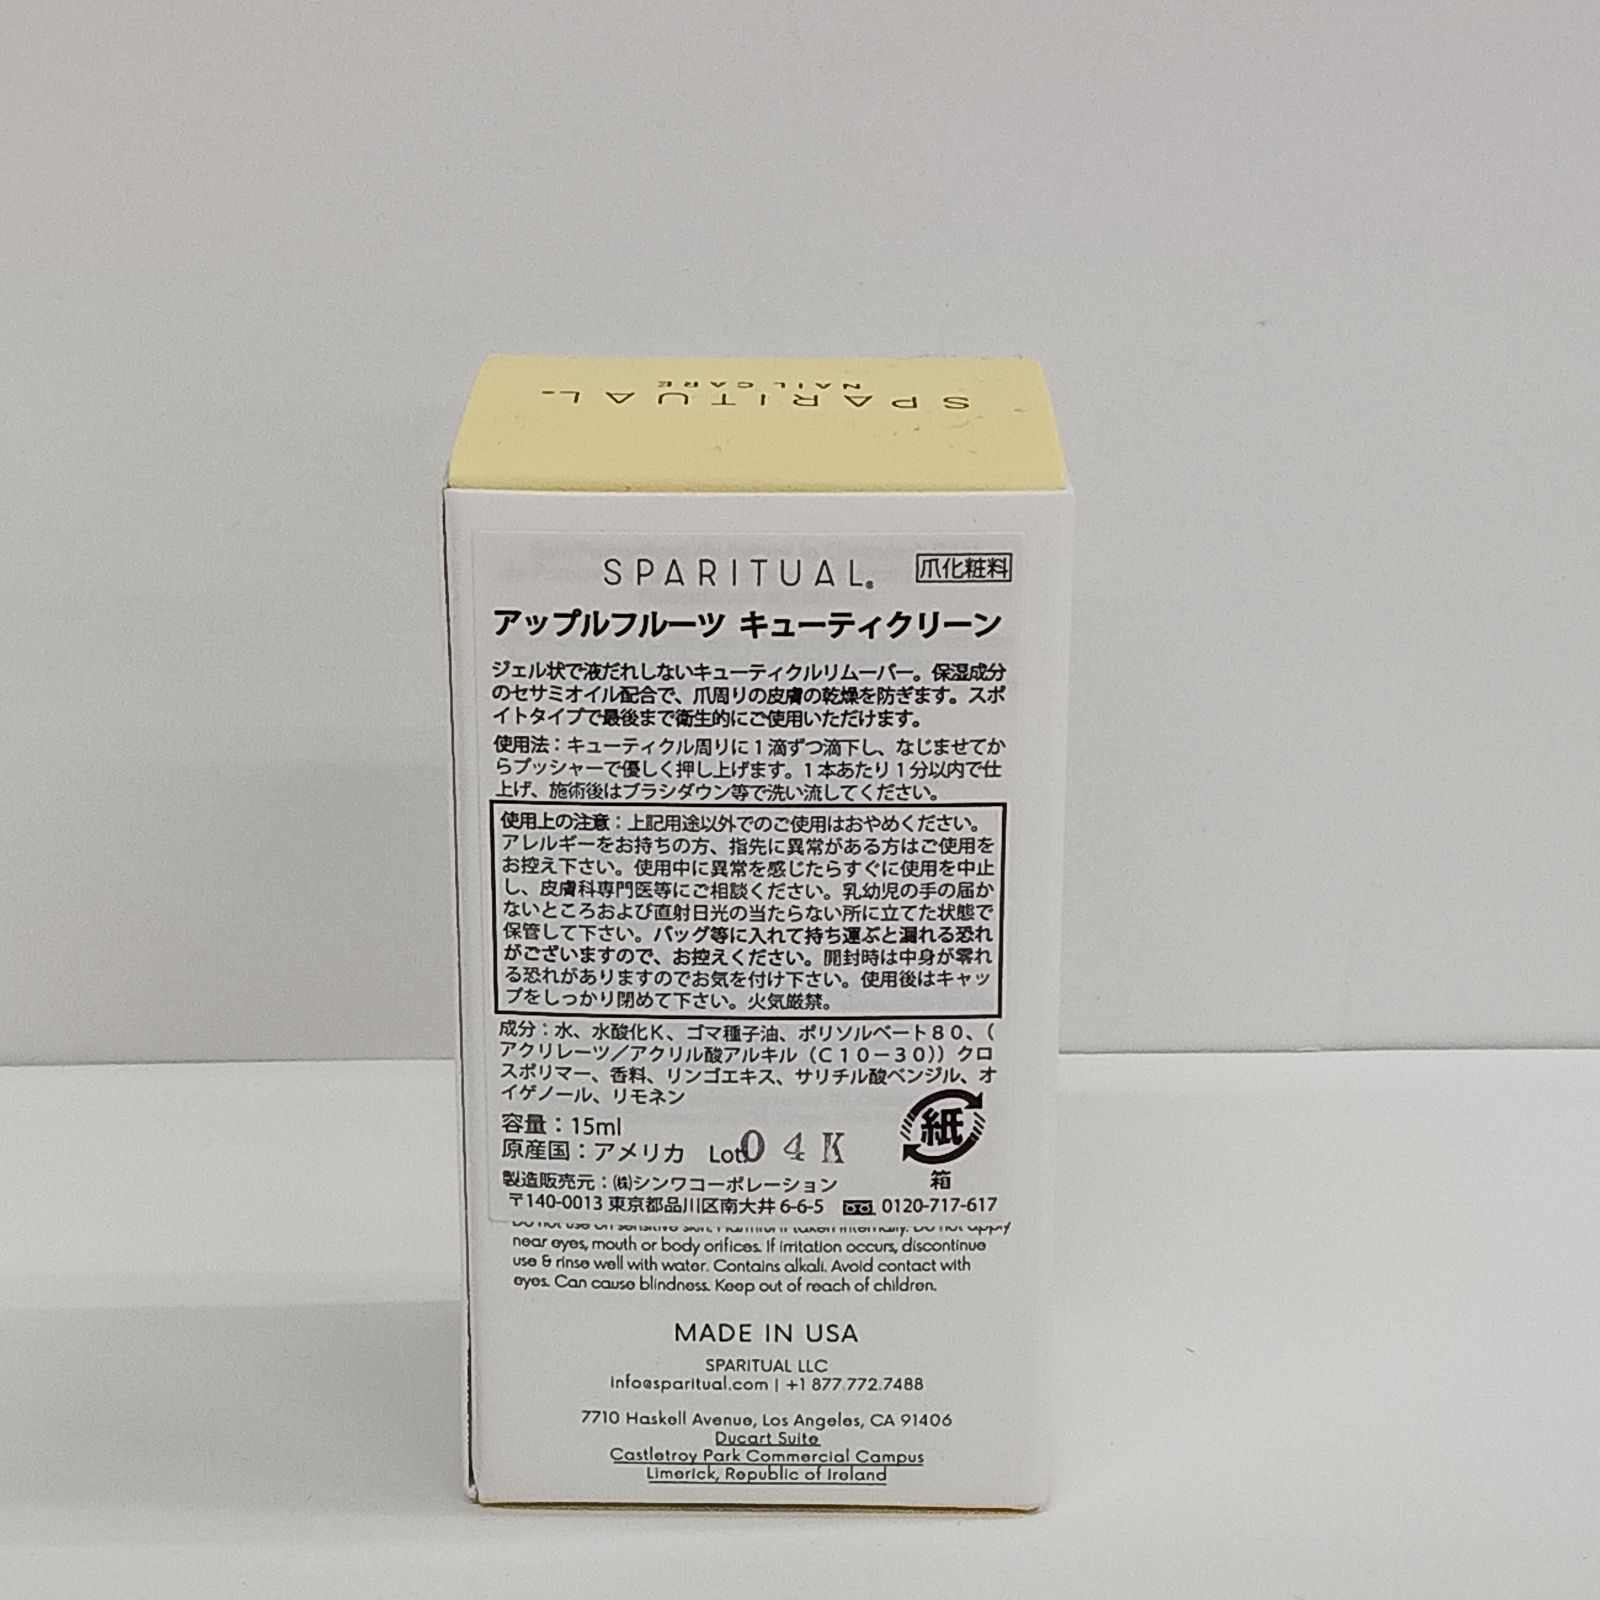 SPARITUAL.
NAIL CARE
SPARITUAL®
爪化粧料
アップルフルーツ キューティクリーン
ジェル状で液だれしないキューティクルリムーバー。保湿成分
のセサミオイル配合で、爪周りの皮膚の乾燥を防ぎます。スポ
イトタイプで最後まで衛生的にご使用いただけます。
使用法：キューティクル周りに1滴ずつ滴下し、なじませてか
らプッシャーで優しく押し上げます。1本あたり1分以内で仕
上げ、施術後はブラシダウン等で洗い流してください。
使用上の注意：上記用途以外でのご使用はおやめください。
アレルギーをお持ちの方、指先に異常がある方はご使用を
お控え下さい。使用中に異常を感じたらすぐに使用を中止
し、皮膚科専門医等にご相談ください。乳幼児の手の届か
ないところおよび直射日光の当たらない所に立てた状態で
保管して下さい。バッグ等に入れて持ち運ぶと漏れる恐れ
がございますので、お控えください。開封時は中身が零れ
る恐れがありますのでお気を付け下さい。使用後はキャッ
プをしっかり閉めて下さい。火気厳禁。
成分：水、水酸化K、ゴマ種子油、ポリソルベート80、（
アクリレーツ／アクリル酸アルキル（C10－30））クロ
スポリマー、香料、リンゴエキス、サリチル酸ベンジル、オ
イゲノール、リモネン
容量：15ml
原産国：アメリカ Lot:04K
紙
箱
製造販売元：㈱シンワコーポレーション
〒140-0013 東京都品川区南大井6-6-5 0120-717-617
Do not use on sensitive skin. Harmful if taken internally. Do not apply
near eyes, mouth or body orifices. If irritation occurs, discontinue
use & rinse well with water. Contains alkali. Avoid contact with
eyes. Can cause blindness. Keep out of reach of children.
MADE IN USA
SPARITUAL LLC
info@sparitual.com | +1 877.772.7488
7710 Haskell Avenue, Los Angeles, CA 91406
Ducart Suite
Castletroy Park Commercial Campus
Limerick, Republic of Ireland